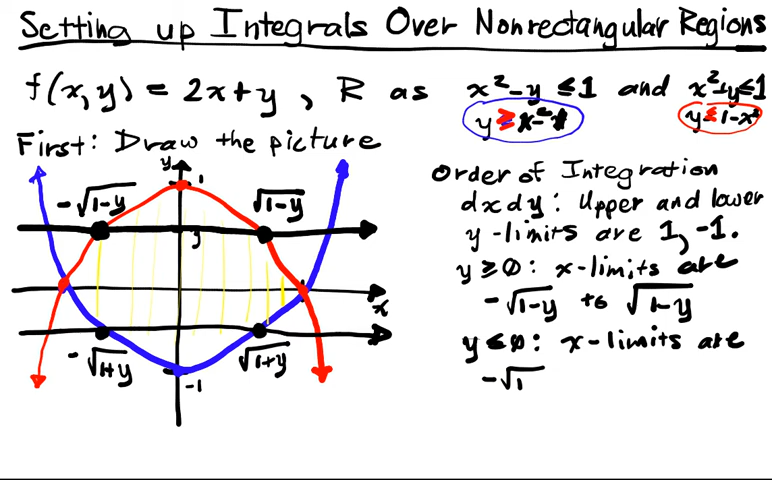 Setting up Integrals Over Nonrectangular Regions
f(x,y) = 2x+y, R as x²-y ≤1 and x²+y≤1
y ≥ x²-1 y ≤ 1-x²
First: Draw the picture
y
1
-√1-y √1-y
y
x
-√1+y √1+y
-1
Order of Integration
dxdy: Upper and lower
y-limits are 1, -1.
y ≥ 0: x-limits are
-√1-y to √1-y
y ≤ 0: x-limits are
-√1